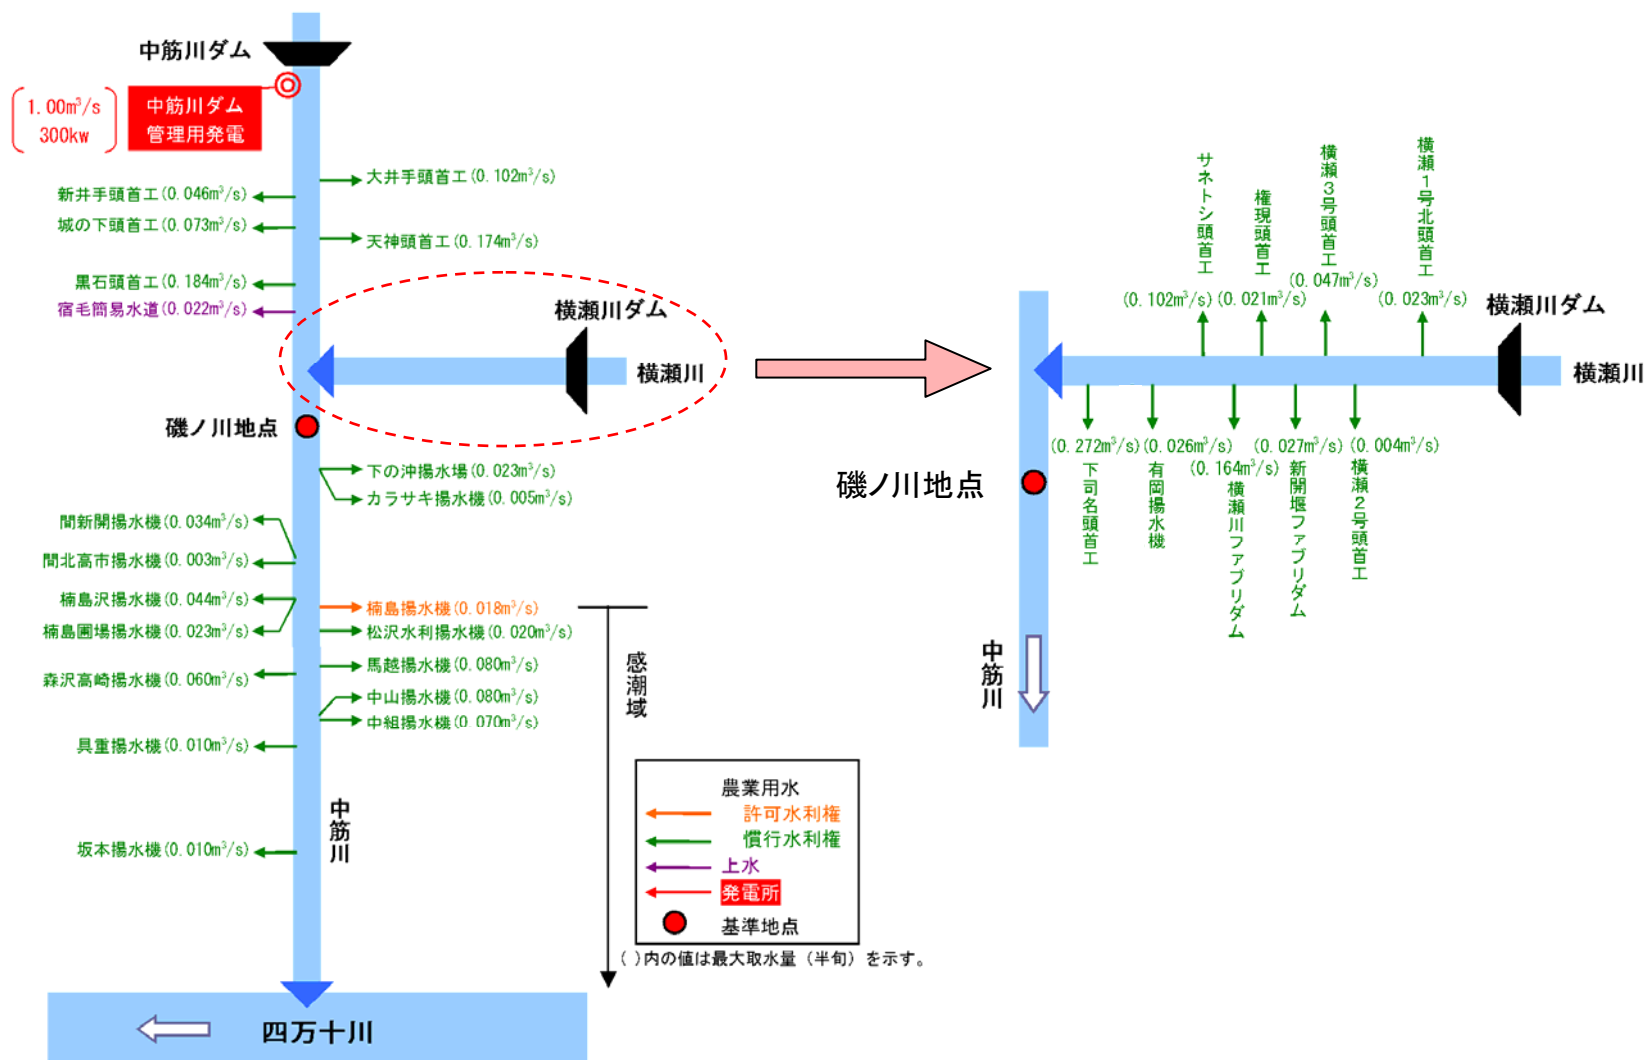 中筋川ダム
1.00m³/s
300kw
中筋川ダム
管理用発電
大井手頭首工(0.102m³/s)
新井手頭首工(0.046m³/s)
城の下頭首工(0.073m³/s)
天神頭首工(0.174m³/s)
黒石頭首工(0.184m³/s)
宿毛簡易水道(0.022m³/s)
横瀬川ダム
横瀬川
磯ノ川地点
下の沖揚水場(0.023m³/s)
カラサキ揚水機(0.005m³/s)
間新開揚水機(0.034m³/s)
間北高市揚水機(0.003m³/s)
楠島沢揚水機(0.044m³/s)
楠島圃場揚水機(0.023m³/s)
楠島揚水機(0.018m³/s)
松沢水利揚水機(0.020m³/s)
馬越揚水機(0.080m³/s)
森沢高崎揚水機(0.060m³/s)
中山揚水機(0.080m³/s)
中組揚水機(0.070m³/s)
具重揚水機(0.010m³/s)
坂本揚水機(0.010m³/s)
中筋川
感潮域
四万十川
農業用水
許可水利権
慣行水利権
上水
発電所
基準地点
( )内の値は最大取水量（半旬）を示す。
サネトシ頭首工
(0.102m³/s)
権現頭首工
(0.021m³/s)
横瀬3号頭首工
(0.047m³/s)
横瀬1号北頭首工
(0.023m³/s)
横瀬川ダム
横瀬川
(0.272m³/s)
下司名頭首工
(0.026m³/s)
有岡揚水機
(0.164m³/s)
横瀬川ファブリダム
(0.027m³/s)
新開堰ファブリダム
(0.004m³/s)
横瀬2号頭首工
磯ノ川地点
中筋川